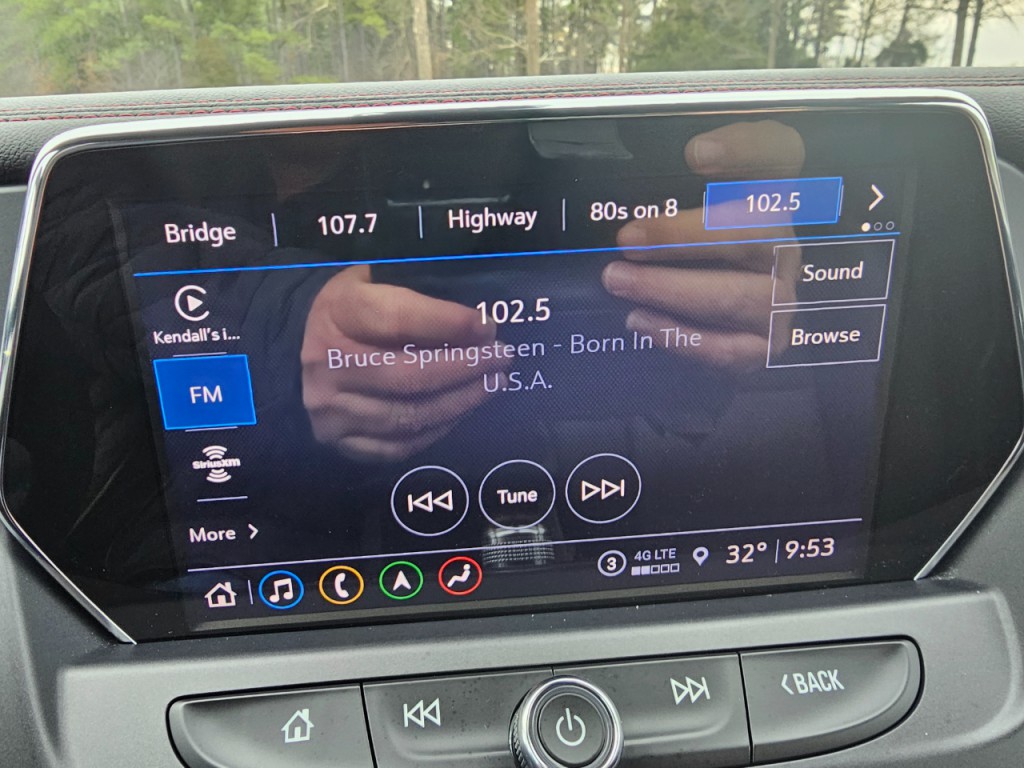 Bridge
107.7
Highway
80s on 8
102.5
Sound
Browse
Kendall's i...
FM
SiriusXM
More
102.5
Bruce Springsteen - Born In The
U.S.A.
Tune
3
4G LTE
32° 9:53
BACK